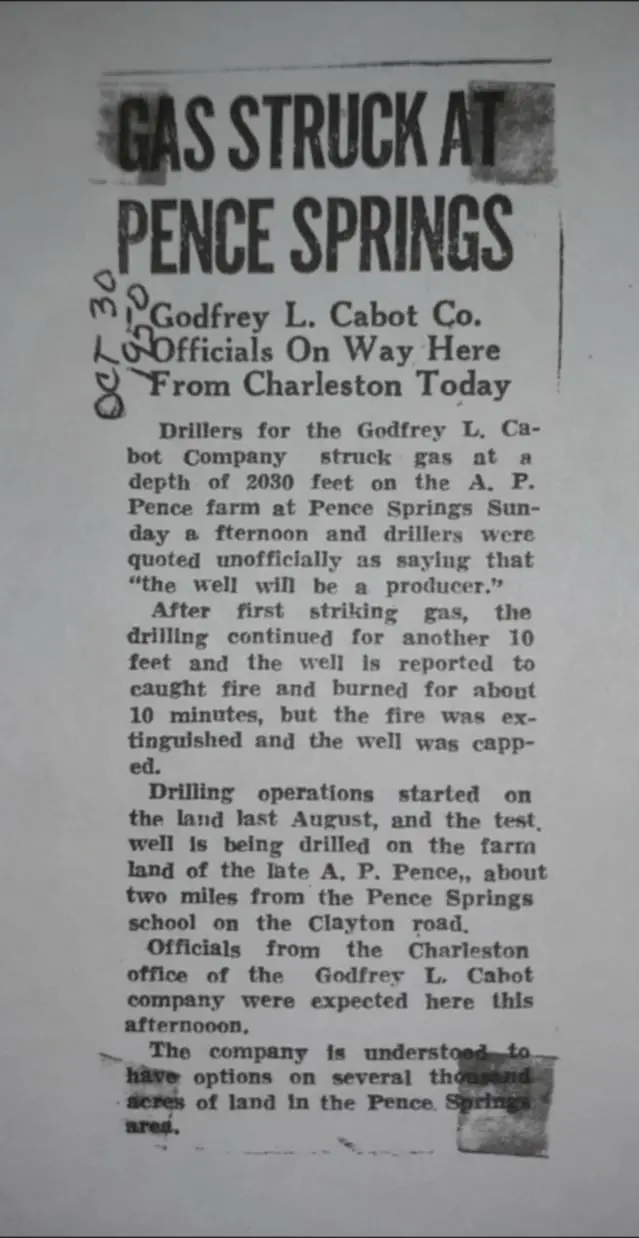 GAS STRUCK AT
PENCE SPRINGS
OCT 30
1950
Godfrey L. Cabot Co.
Officials On Way Here
From Charleston Today
Drillers for the Godfrey L. Ca-
bot Company struck gas at a
depth of 2030 feet on the A. P.
Pence farm at Pence Springs Sun-
day a fternoon and drillers were
quoted unofficially as saying that
"the well will be a producer."
After first striking gas, the
drilling continued for another 10
feet and the well is reported to
caught fire and burned for about
10 minutes, but the fire was ex-
tinguished and the well was capp-
ed.
Drilling operations started on
the land last August, and the test.
well is being drilled on the farm
land of the late A. P. Pence,, about
two miles from the Pence Springs
school on the Clayton road.
Officials from the Charleston
office of the Godfrey L. Cabot
company were expected here this
afternooon.
The company is understood to
have options on several thousand
acres of land in the Pence Springs
area.